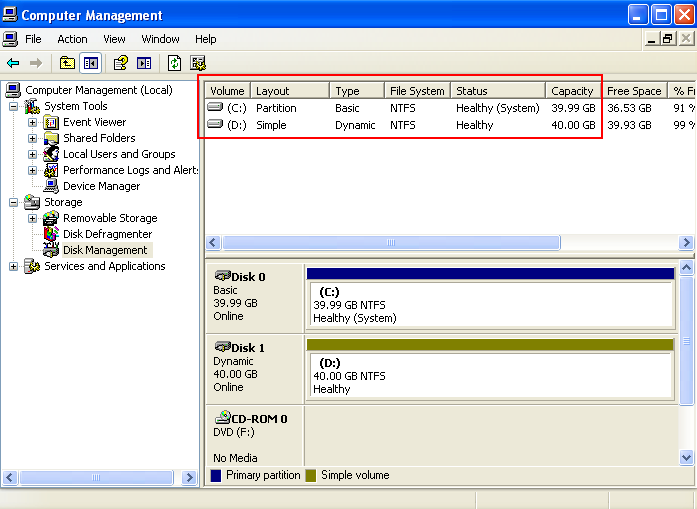 Computer Management
File Action View Window Help
Computer Management (Local)
System Tools
Event Viewer
Shared Folders
Local Users and Groups
Performance Logs and Alert
Device Manager
Storage
Removable Storage
Disk Defragmenter
Disk Management
Services and Applications
Volume Layout Type File System Status Capacity Free Space % F
(C:) Partition Basic NTFS Healthy (System) 39.99 GB 36.53 GB 91 %
(D:) Simple Dynamic NTFS Healthy 40.00 GB 39.93 GB 99 %
Disk 0
Basic
39.99 GB
Online
(C:)
39.99 GB NTFS
Healthy (System)
Disk 1
Dynamic
40.00 GB
Online
(D:)
40.00 GB NTFS
Healthy
CD-ROM 0
DVD (F:)
No Media
Primary partition Simple volume